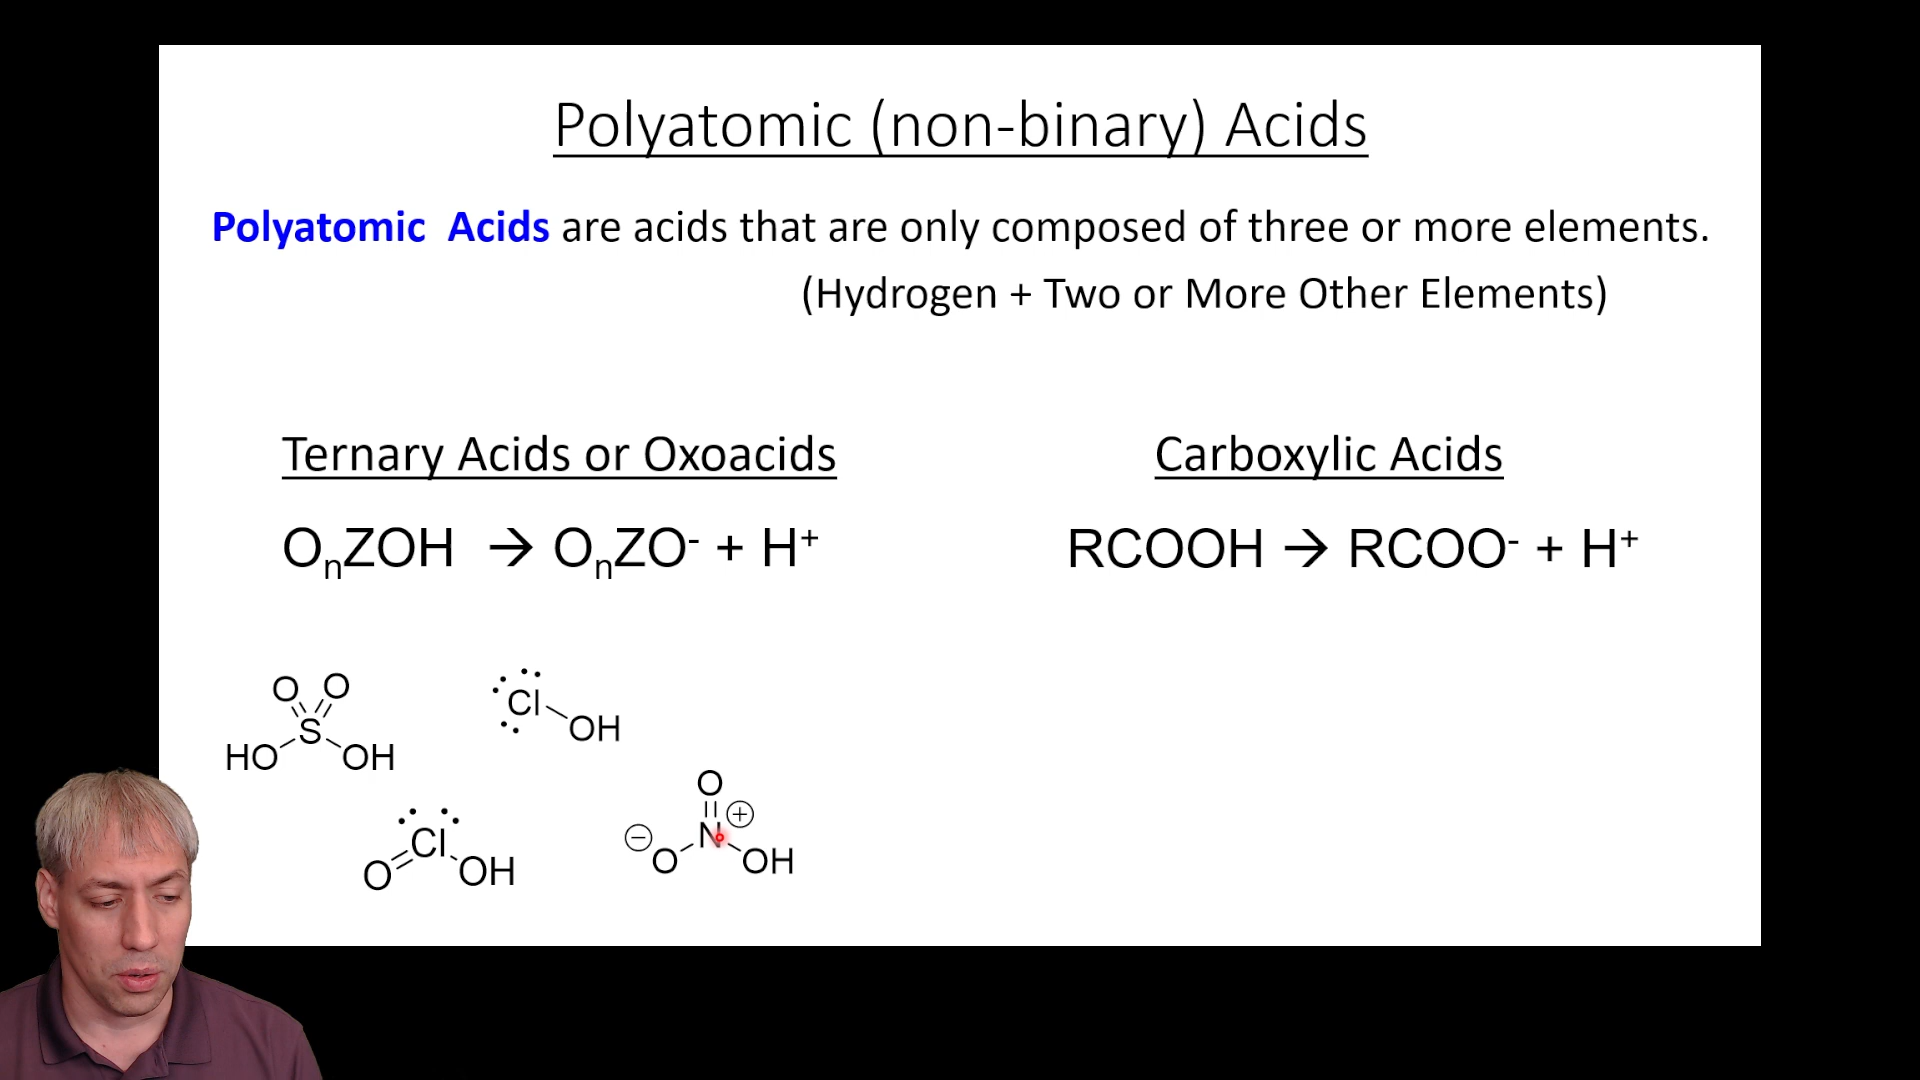 Polyatomic (non-binary) Acids
Polyatomic Acids are acids that are only composed of three or more elements.
(Hydrogen + Two or More Other Elements)
Ternary Acids or Oxoacids
Carboxylic Acids
OₙZOH → OₙZO⁻ + H⁺
RCOOH → RCOO⁻ + H⁺
O O
S
HO OH
Cl
OH
Cl
O OH
O
N +
− O OH